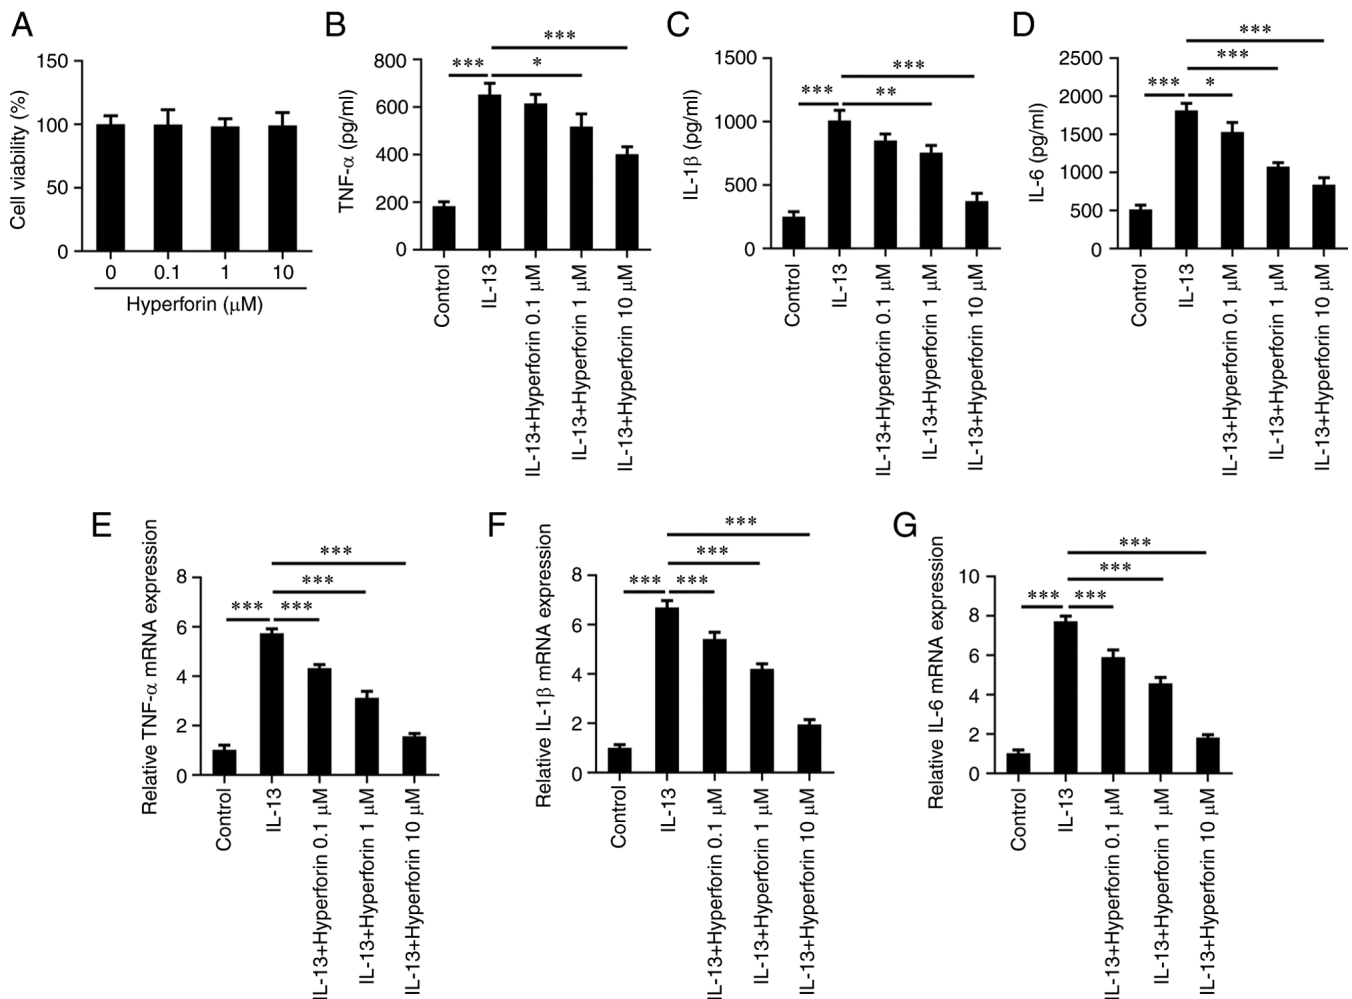 A
Cell viability (%)
150
100
50
0
0 0.1 1 10
Hyperforin (μM)
B
TNF-α (pg/ml)
800
600
400
200
0
***
***
*
Control
IL-13
IL-13+Hyperforin 0.1 μM
IL-13+Hyperforin 1 μM
IL-13+Hyperforin 10 μM
C
IL-1β (pg/ml)
1500
1000
500
0
***
***
**
Control
IL-13
IL-13+Hyperforin 0.1 μM
IL-13+Hyperforin 1 μM
IL-13+Hyperforin 10 μM
D
IL-6 (pg/ml)
2500
2000
1500
1000
500
0
***
***
***
*
Control
IL-13
IL-13+Hyperforin 0.1 μM
IL-13+Hyperforin 1 μM
IL-13+Hyperforin 10 μM
E
Relative TNF-α mRNA expression
8
6
4
2
0
***
***
***
***
Control
IL-13
IL-13+Hyperforin 0.1 μM
IL-13+Hyperforin 1 μM
IL-13+Hyperforin 10 μM
F
Relative IL-1β mRNA expression
8
6
4
2
0
***
***
***
***
Control
IL-13
IL-13+Hyperforin 0.1 μM
IL-13+Hyperforin 1 μM
IL-13+Hyperforin 10 μM
G
Relative IL-6 mRNA expression
10
8
6
4
2
0
***
***
***
***
Control
IL-13
IL-13+Hyperforin 0.1 μM
IL-13+Hyperforin 1 μM
IL-13+Hyperforin 10 μM